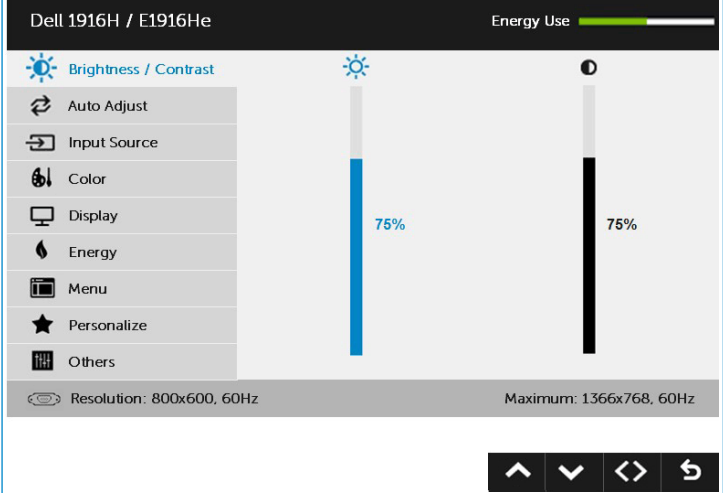 Dell 1916H / E1916He
Energy Use
Brightness / Contrast
Auto Adjust
Input Source
Color
Display
75%
75%
Energy
Menu
Personalize
Others
Resolution: 800x600, 60Hz
Maximum: 1366x768, 60Hz